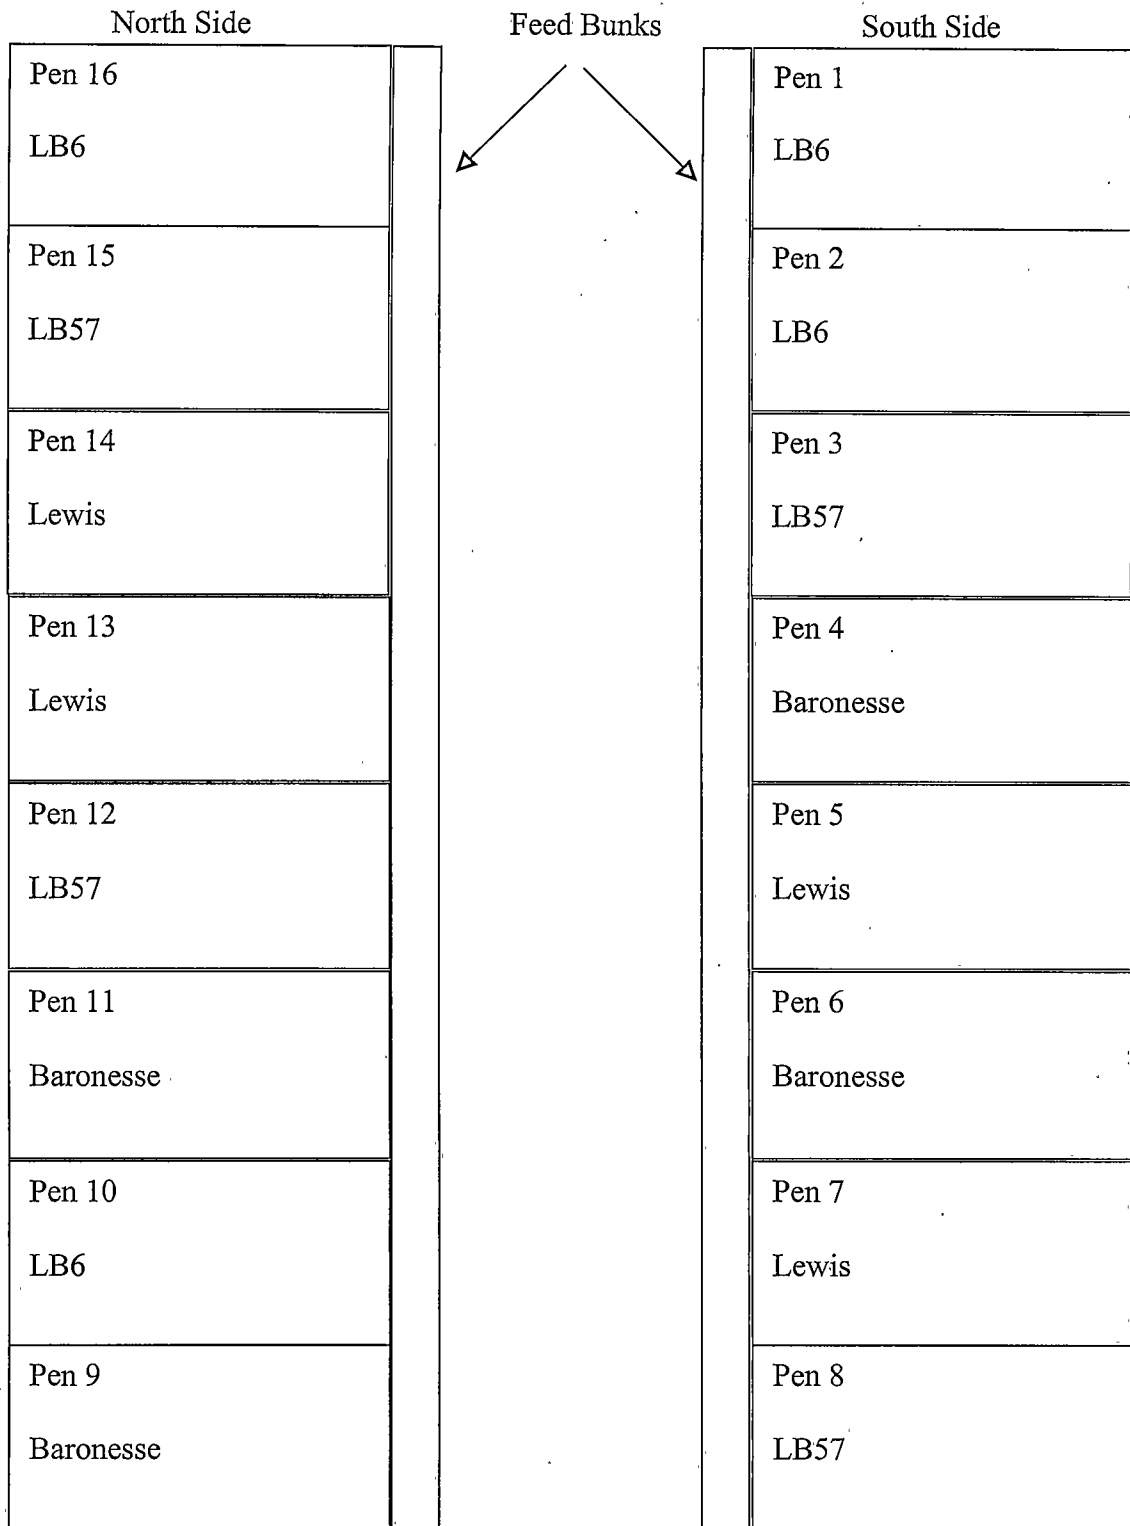 North Side
Feed Bunks
South Side
Pen 16
LB6
Pen 15
LB57
Pen 14
Lewis
Pen 13
Lewis
Pen 12
LB57
Pen 11
Baronesse
Pen 10
LB6
Pen 9
Baronesse
Pen 1
LB6
Pen 2
LB6
Pen 3
LB57
Pen 4
Baronesse
Pen 5
Lewis
Pen 6
Baronesse
Pen 7
Lewis
Pen 8
LB57